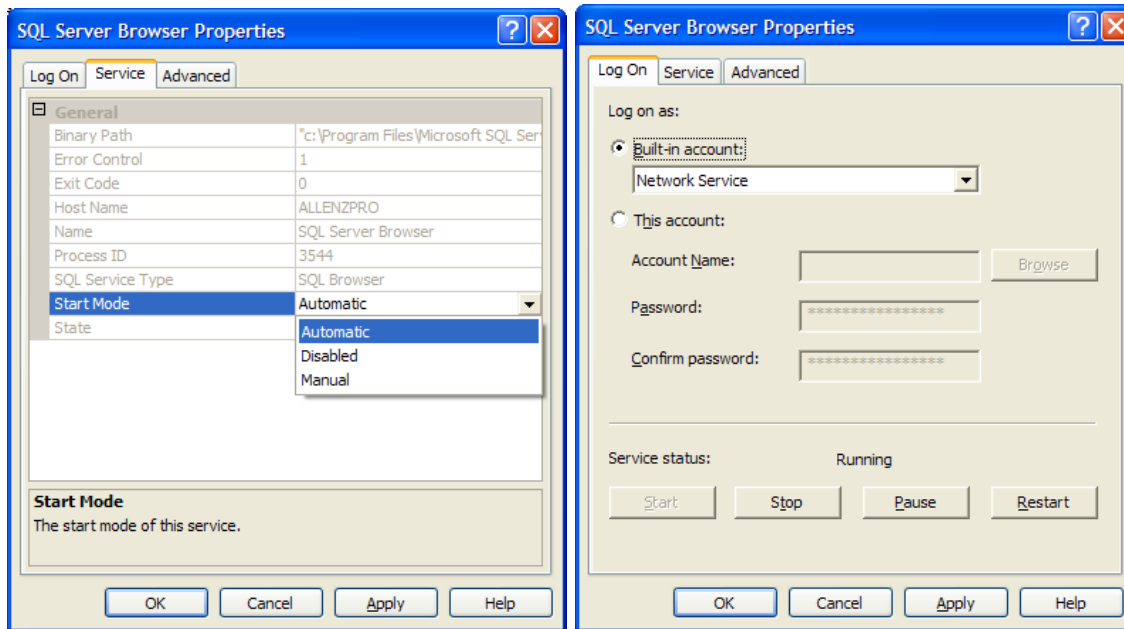 SQL Server Browser Properties
Log On Service Advanced
General
Binary Path "c:\Program Files\Microsoft SQL Ser
Error Control 1
Exit Code 0
Host Name ALLENZPRO
Name SQL Server Browser
Process ID 3544
SQL Service Type SQL Browser
Start Mode Automatic
State
Automatic
Disabled
Manual
Start Mode
The start mode of this service.
OK Cancel Apply Help
SQL Server Browser Properties
Log On Service Advanced
Log on as:
Built-in account:
Network Service
This account:
Account Name: Browse
Password: ****************
Confirm password: ****************
Service status: Running
Start Stop Pause Restart
OK Cancel Apply Help